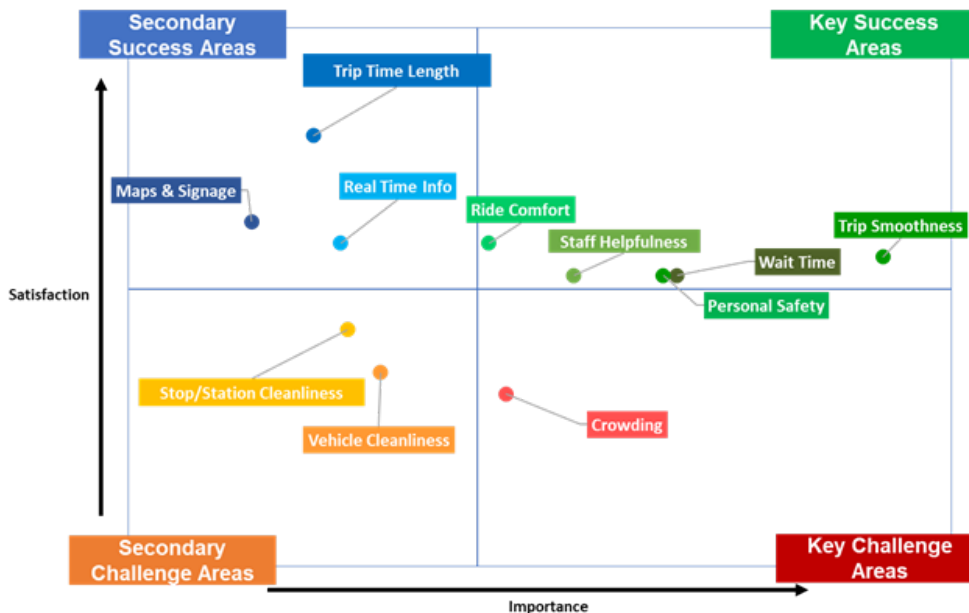 Secondary
Success Areas
Key Success
Areas
Trip Time Length
Maps & Signage
Real Time Info
Ride Comfort
Staff Helpfulness
Trip Smoothness
Wait Time
Personal Safety
Satisfaction
Stop/Station Cleanliness
Vehicle Cleanliness
Crowding
Secondary
Challenge Areas
Key Challenge
Areas
Importance